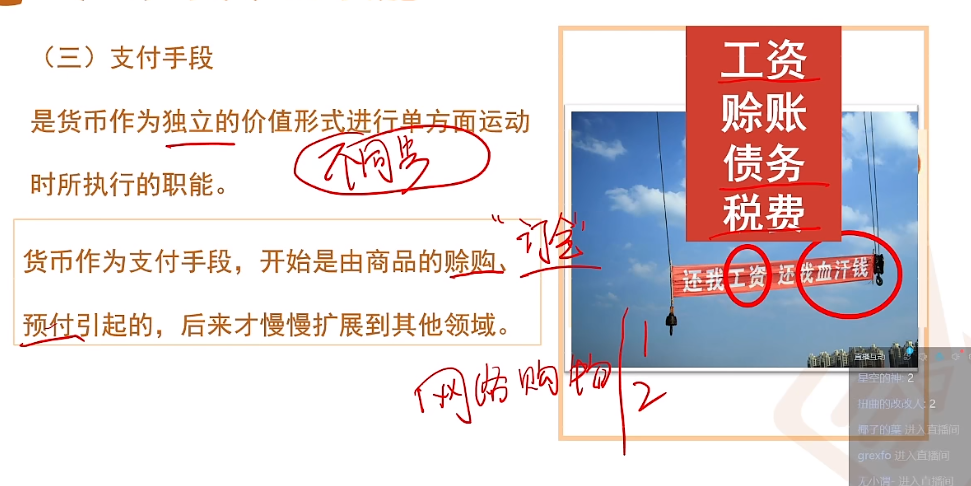 （三）支付手段
是货币作为独立的价值形式进行单方面运动
时所执行的职能。
不同步
“订金”
货币作为支付手段，开始是由商品的赊购、
预付引起的，后来才慢慢扩展到其他领域。
网络购物
1
2
工资
赊账
债务
税费
还我工资 还我血汗钱
直播互动
星空的神: 2
扭曲的改改人: 2
进入直播间
grexfo 进入直播间
进入直播间